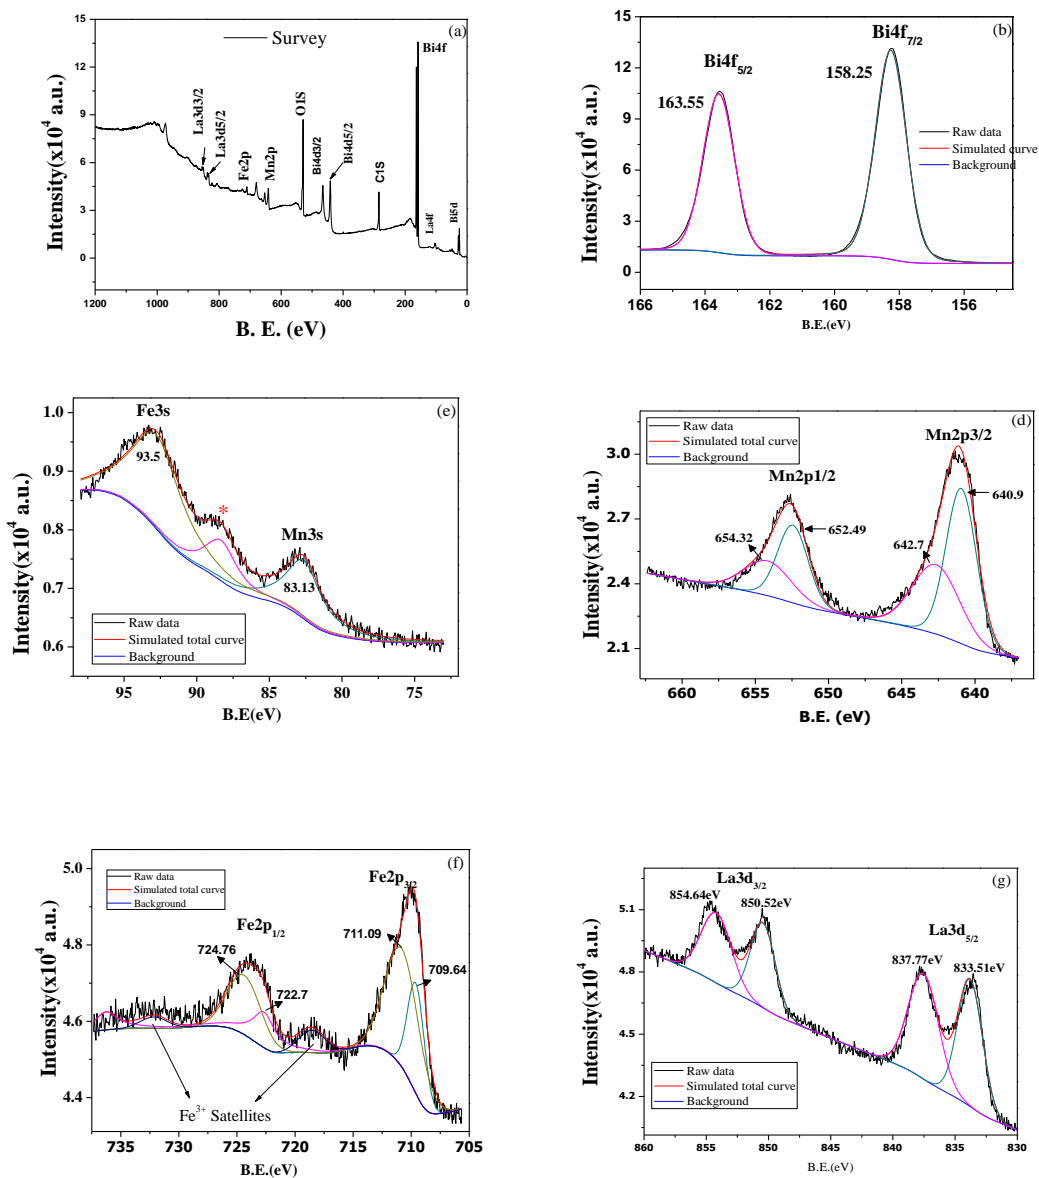 (a)
Survey
Bi4f
O1S
La3d3/2
La3d5/2
Fe2p
Mn2p
Bi4d3/2
Bi4d5/2
C1S
La4f
Bi5d
15
12
9
6
3
0
Intensity(x10⁴ a.u.)
1200 1000 800 600 400 200 0
B. E. (eV)
(b)
Bi4f7/2
Bi4f5/2
158.25
163.55
Raw data
Simulated curve
Background
15
12
9
6
3
0
Intensity(x10⁴ a.u.)
166 164 162 160 158 156
B.E.(eV)
(e)
Fe3s
93.5
*
Mn3s
83.13
Raw data
Simulated total curve
Background
1.0
0.9
0.8
0.7
0.6
Intensity(x10⁴ a.u.)
95 90 85 80 75
B.E(eV)
(d)
Raw data
Simulated total curve
Background
Mn2p3/2
Mn2p1/2
640.9
652.49
654.32
642.7
3.0
2.7
2.4
2.1
Intensity(x10⁴ a.u.)
660 655 650 645 640
B.E. (eV)
(f)
Raw data
Simulated total curve
Background
Fe2p3/2
Fe2p1/2
711.09
724.76
709.64
722.7
Fe³⁺ Satellites
5.0
4.8
4.6
4.4
Intensity(x10⁴ a.u.)
735 730 725 720 715 710 705
B.E.(eV)
(g)
La3d3/2
854.64eV
850.52eV
La3d5/2
837.77eV
833.51eV
Raw data
Simulated total curve
Background
5.1
4.8
4.5
4.2
Intensity(x10⁴ a.u.)
860 855 850 845 840 835 830
B.E.(eV)